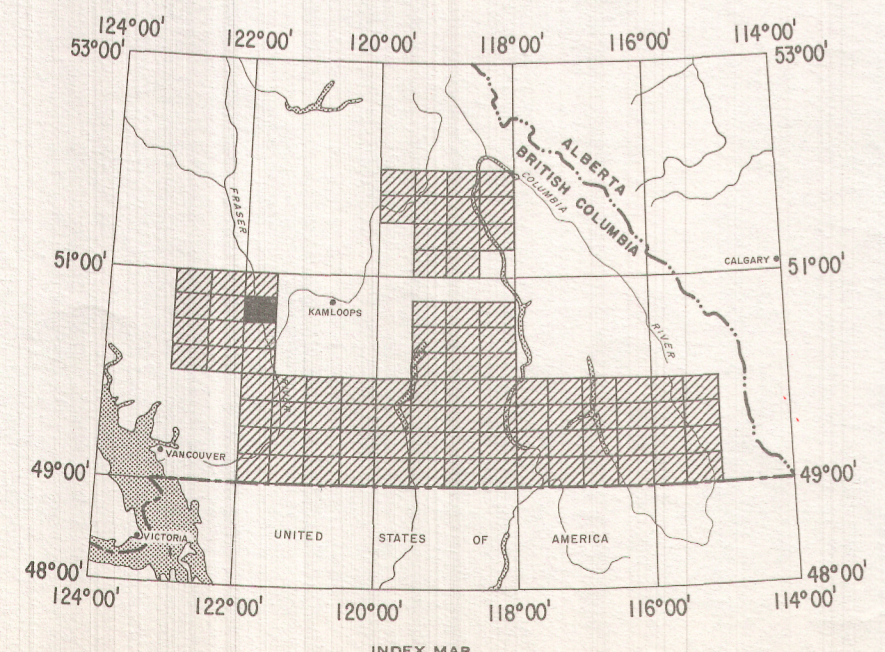 124°00' 122°00' 120°00' 118°00' 116°00' 114°00'
53°00' 53°00'
ALBERTA
BRITISH COLUMBIA
COLUMBIA
FRASER
51°00' CALGARY 51°00'
KAMLOOPS
RIVER
RIVER
VANCOUVER
49°00' 49°00'
UNITED STATES OF AMERICA
VICTORIA
48°00' 48°00'
124°00' 122°00' 120°00' 118°00' 116°00' 114°00'
INDEX MAP